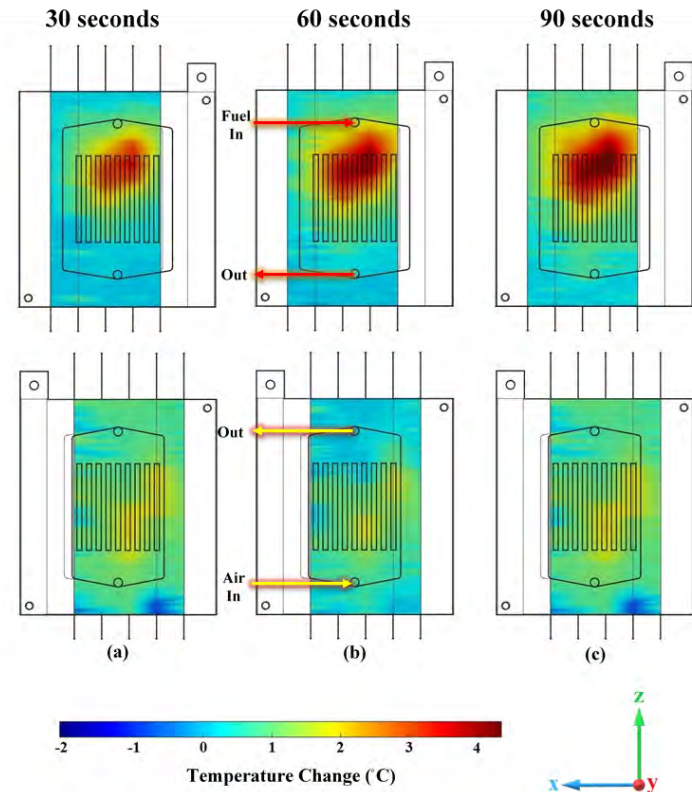 30 seconds
60 seconds
90 seconds
Fuel
In
Out
Out
Air
In
(a)
(b)
(c)
-2
-1
0
1
2
3
4
Temperature Change (°C)
z
x
y